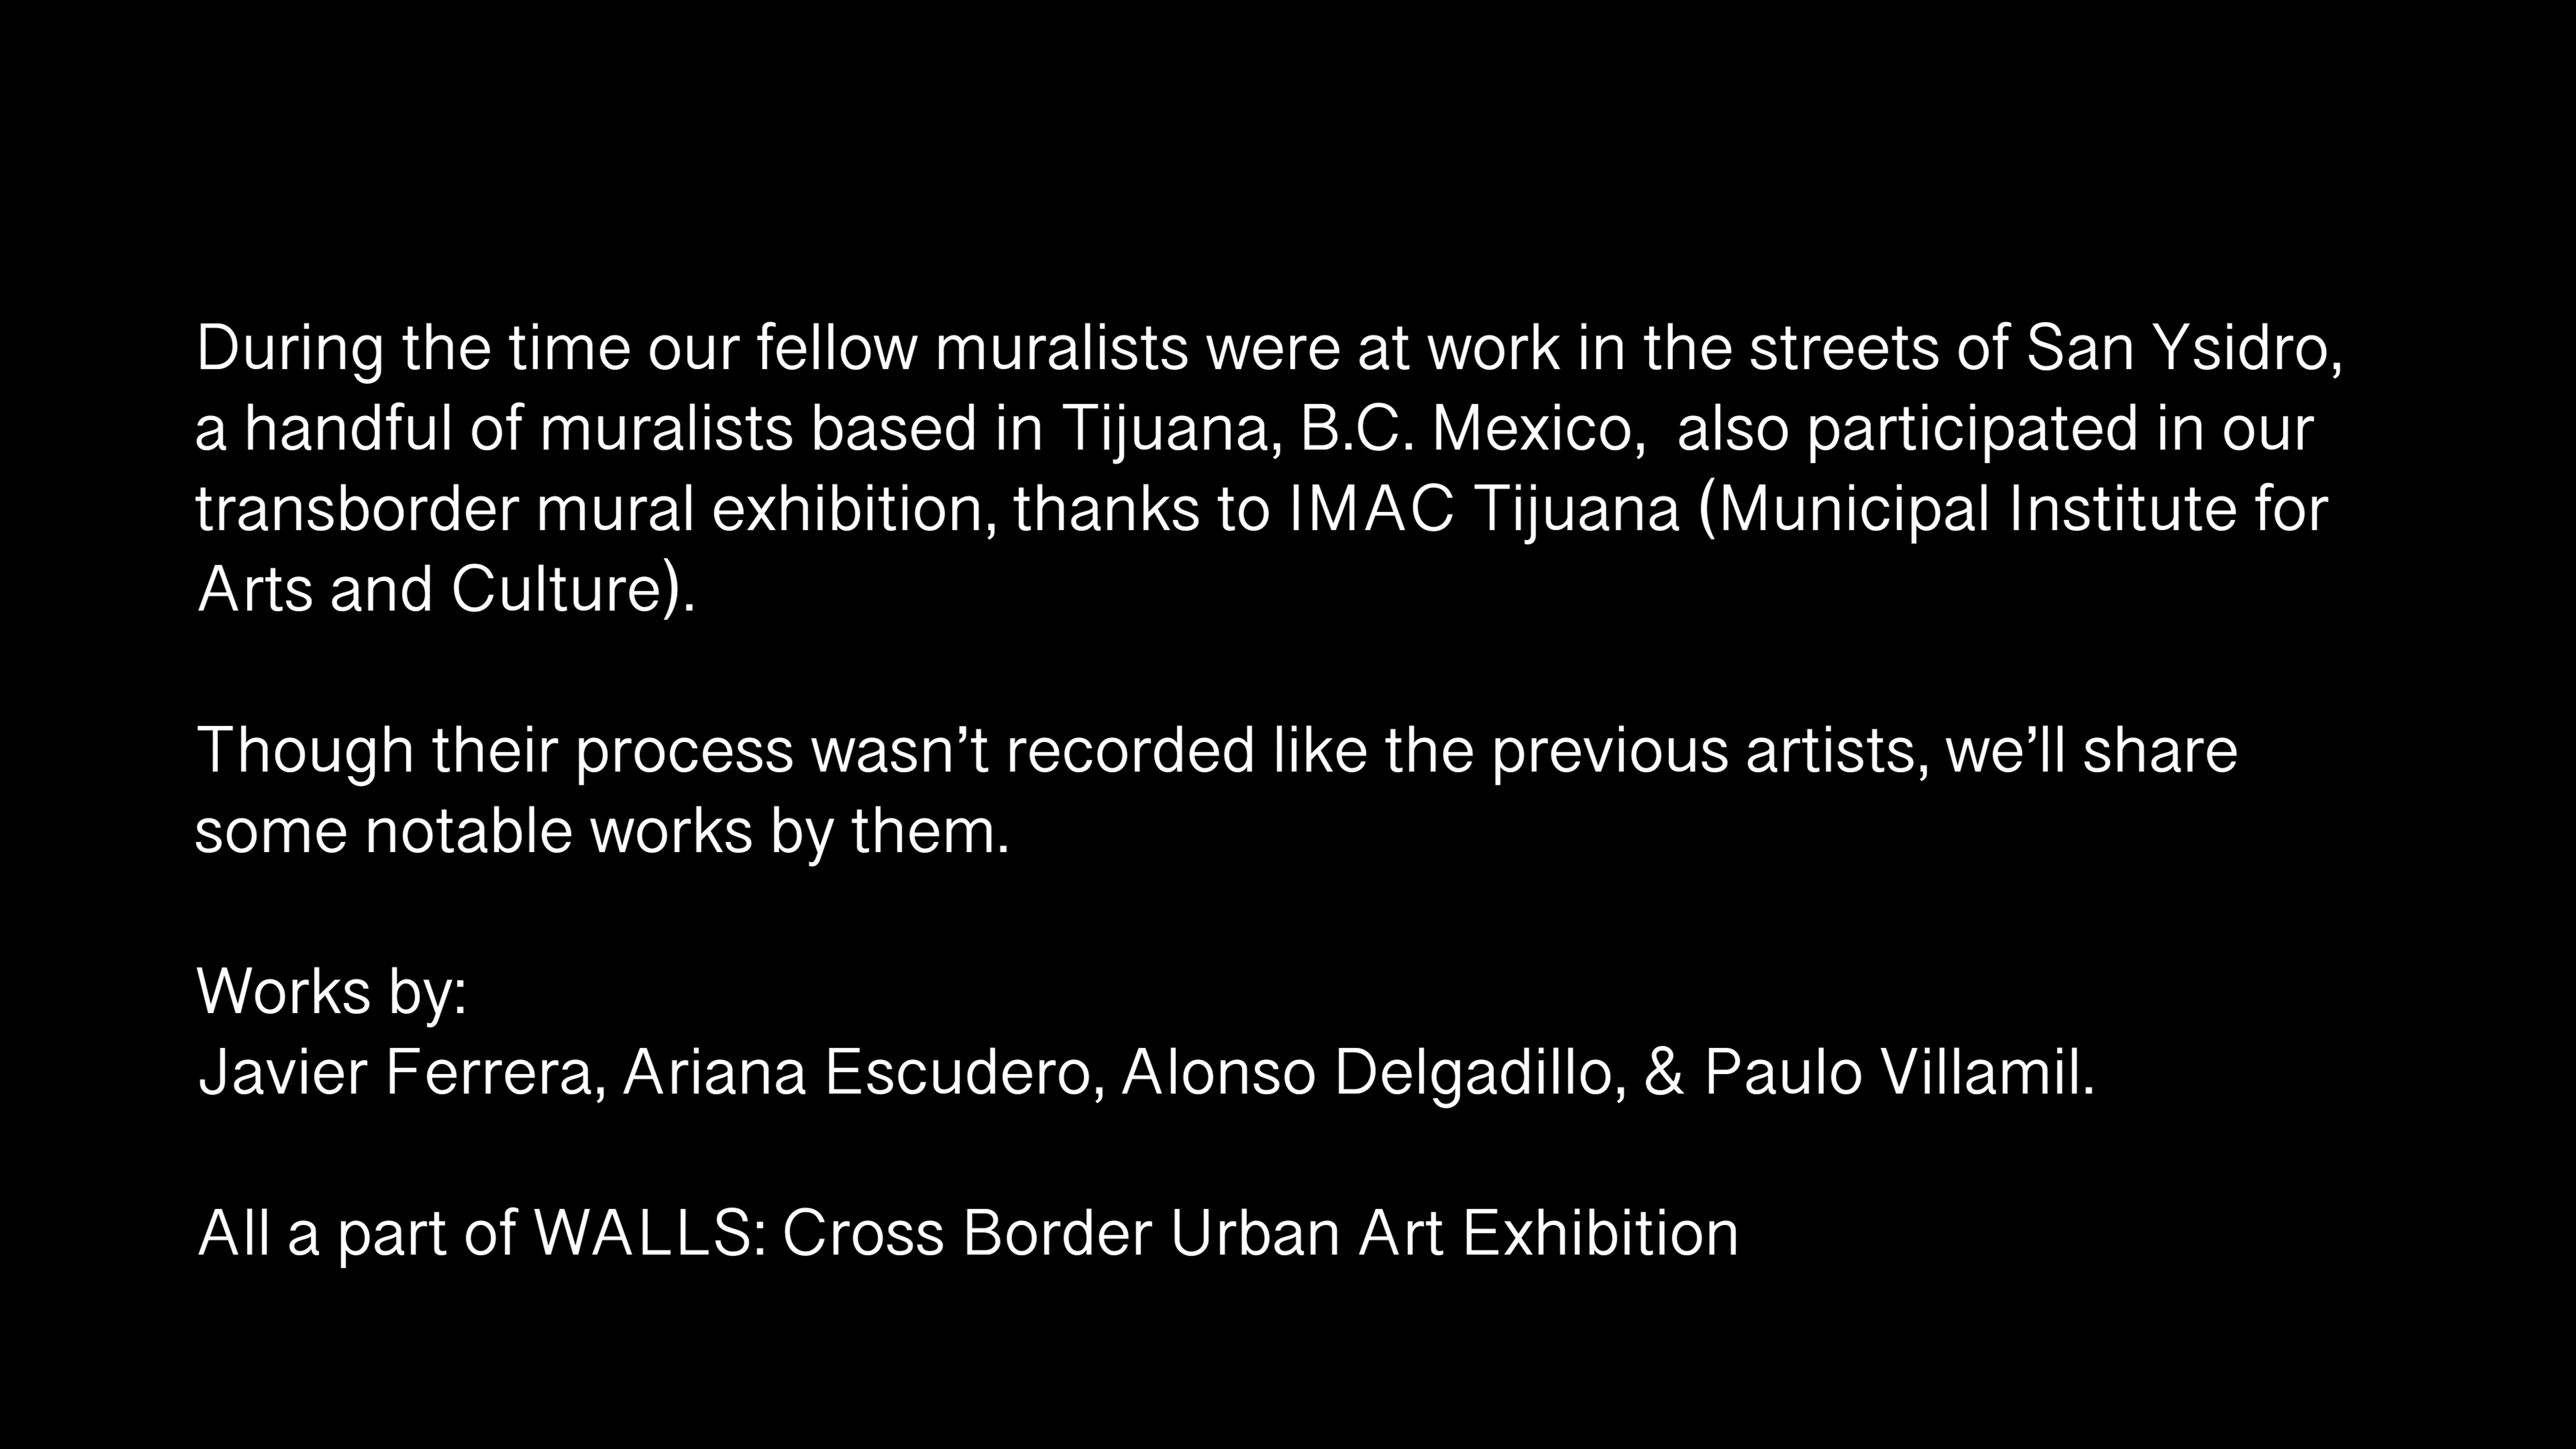 During the time our fellow muralists were at work in the streets of San Ysidro,
a handful of muralists based in Tijuana, B.C. Mexico,  also participated in our
transborder mural exhibition, thanks to IMAC Tijuana (Municipal Institute for
Arts and Culture).
Though their process wasn’t recorded like the previous artists, we’ll share
some notable works by them.
Works by:
Javier Ferrera, Ariana Escudero, Alonso Delgadillo, & Paulo Villamil.
All a part of WALLS: Cross Border Urban Art Exhibition